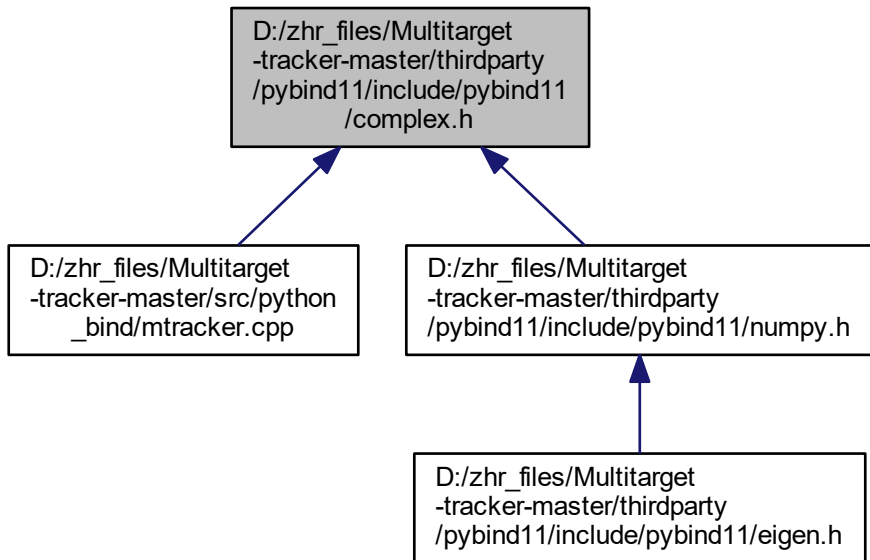 D:/zhr_files/Multitarget
-tracker-master/thirdparty
/pybind11/include/pybind11
/complex.h
D:/zhr_files/Multitarget
-tracker-master/src/python
_bind/mtracker.cpp
D:/zhr_files/Multitarget
-tracker-master/thirdparty
/pybind11/include/pybind11/numpy.h
D:/zhr_files/Multitarget
-tracker-master/thirdparty
/pybind11/include/pybind11/eigen.h